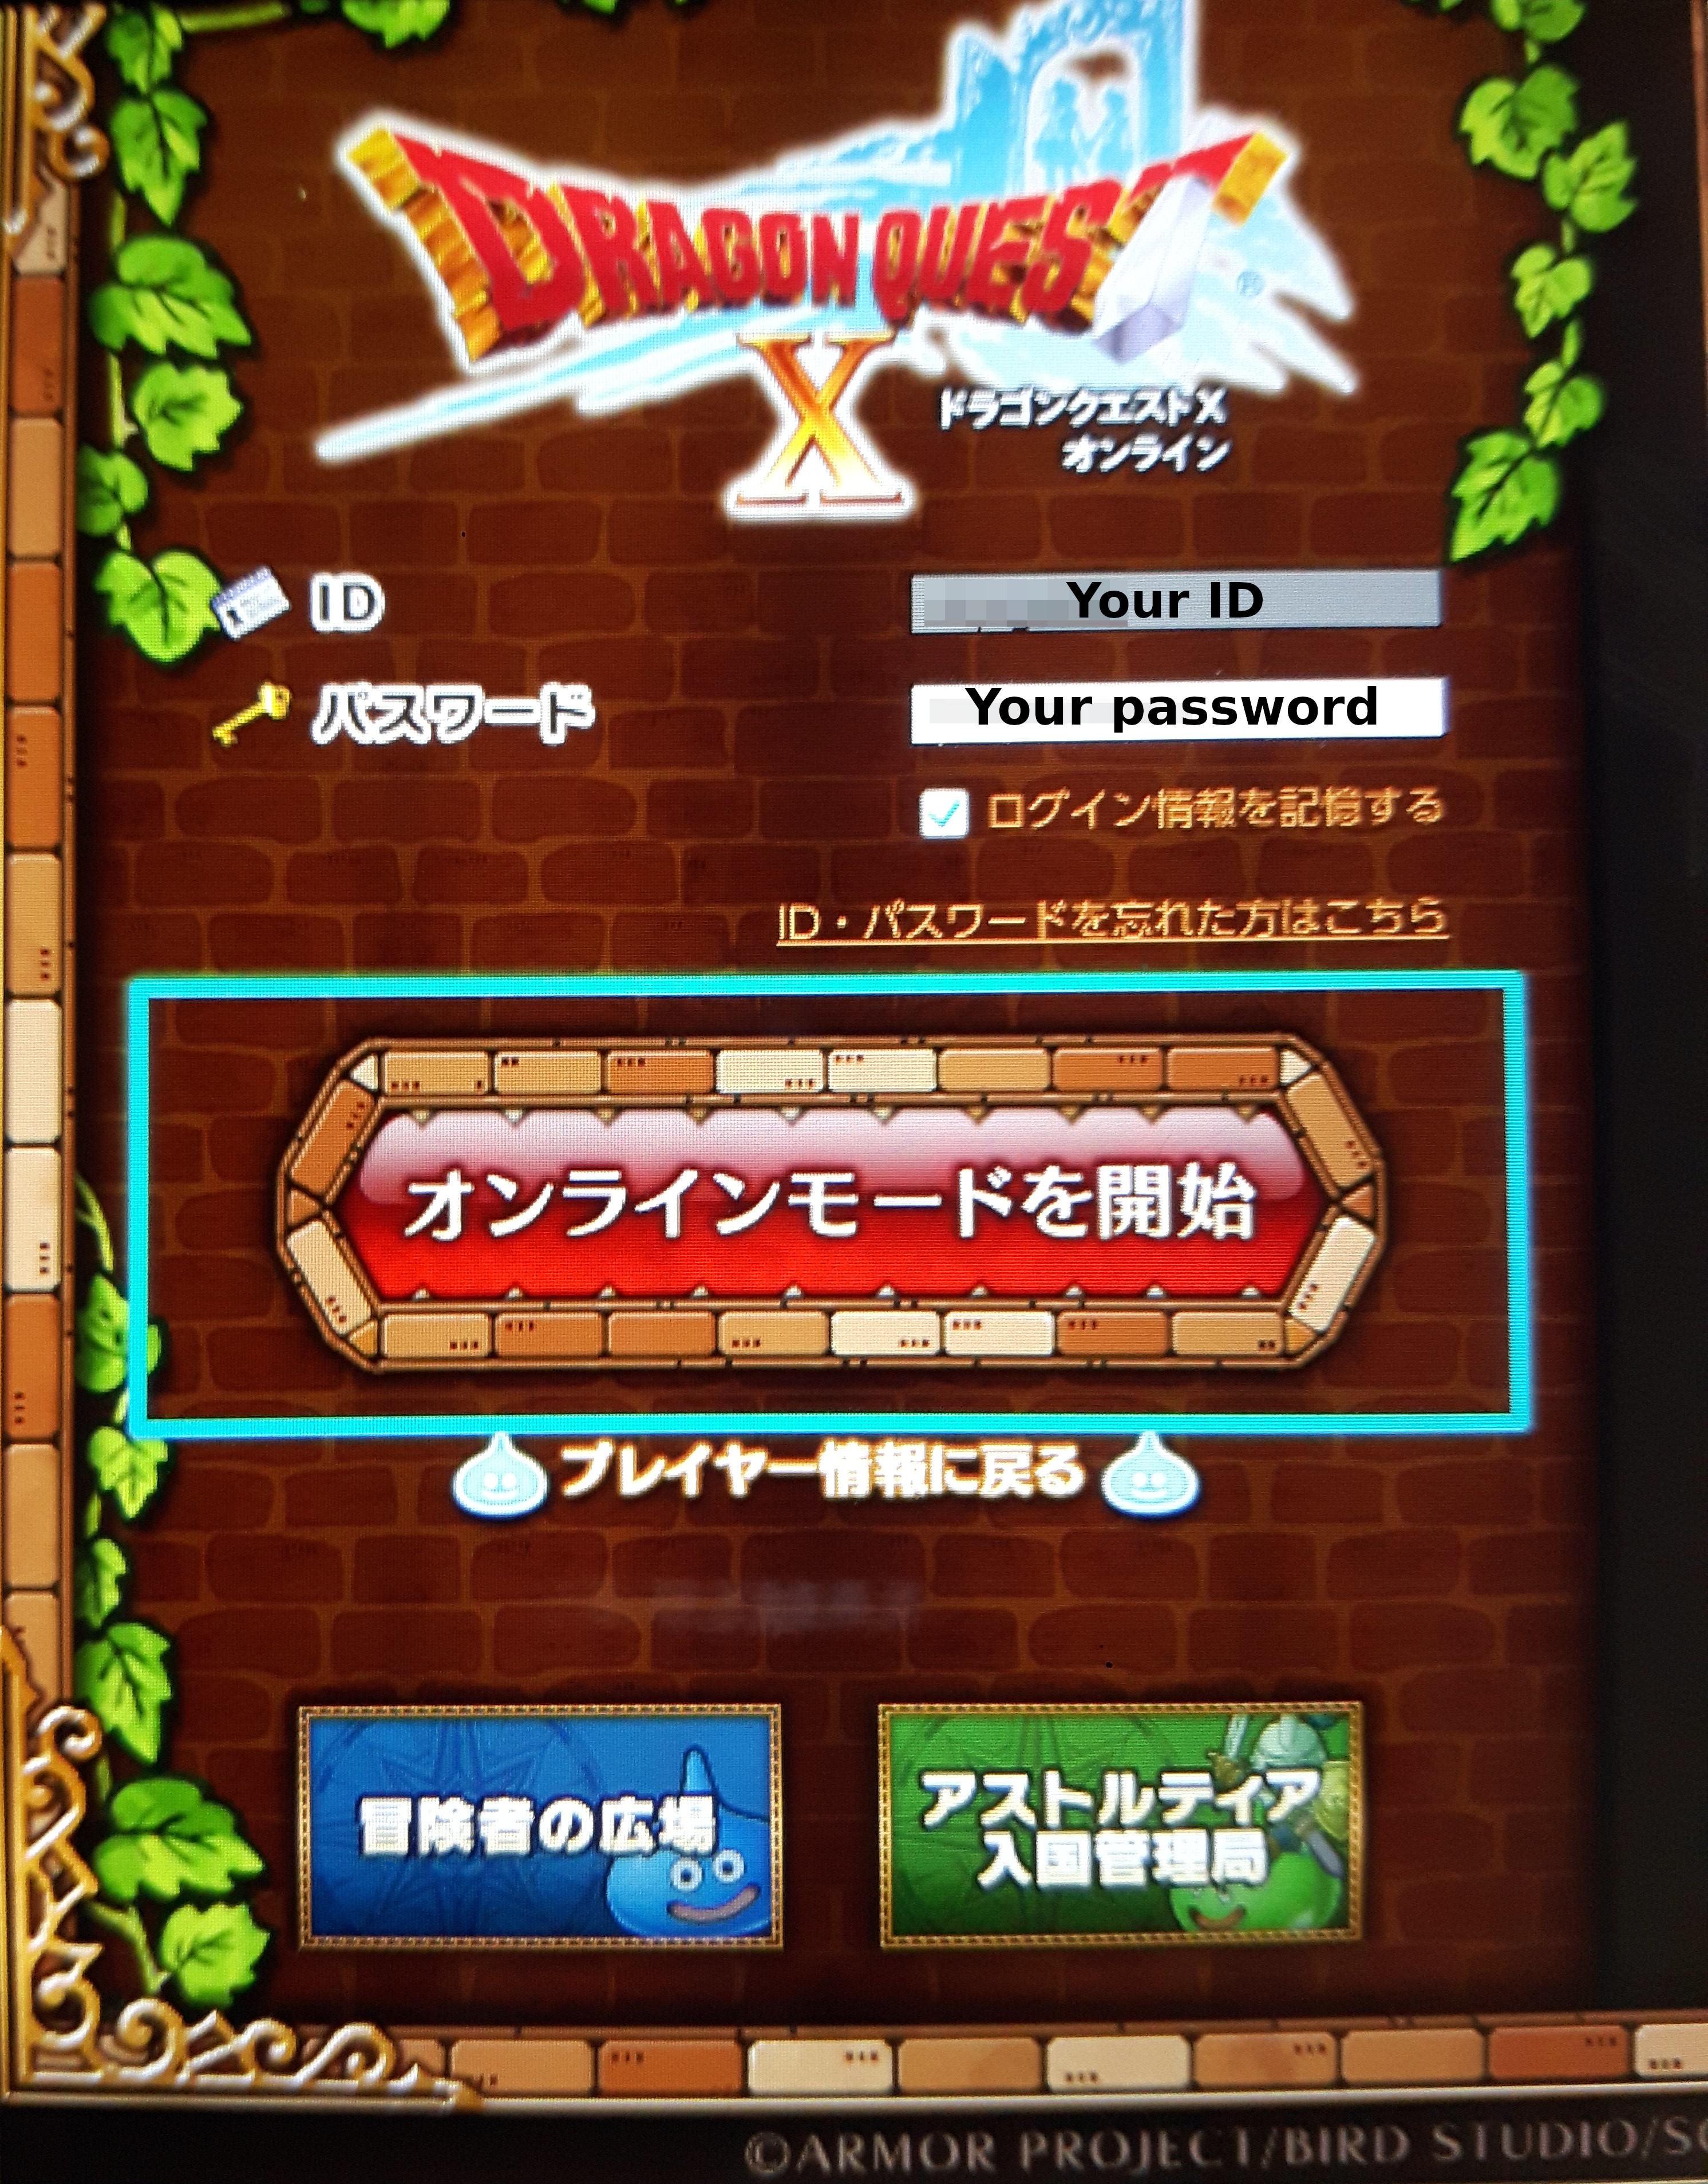 DRAGON QUEST
X
ドラゴンクエストX
オンライン
®
ID
Your ID
パスワード
Your password
ログイン情報を記憶する
ID・パスワードを忘れた方はこちら
オンラインモードを開始
プレイヤー情報に戻る
冒険者の広場
アストルティア
入国管理局
©ARMOR PROJECT/BIRD STUDIO/